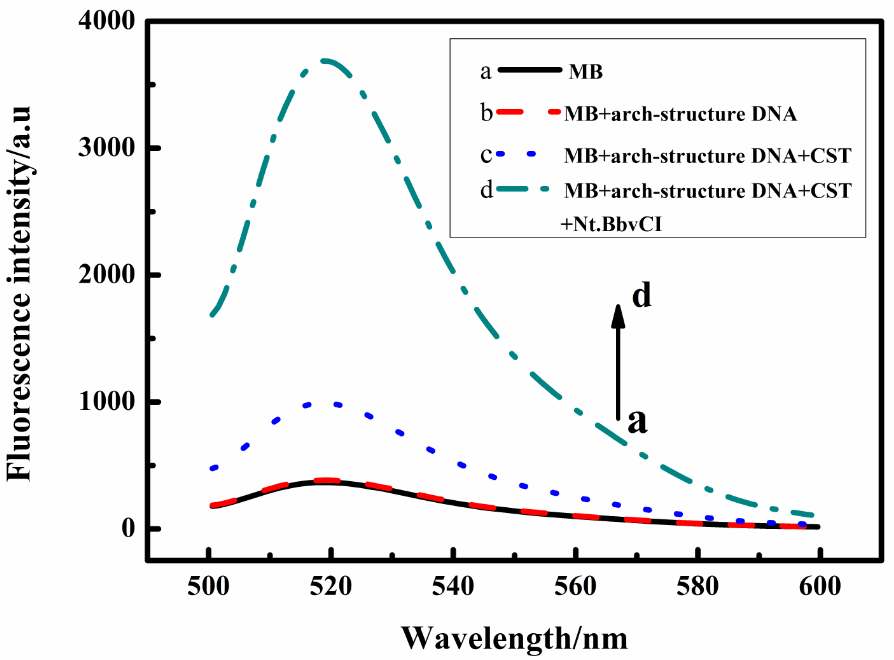 4000
3000
2000
1000
0
Fluorescence intensity/a.u
a MB
b MB+arch-structure DNA
c MB+arch-structure DNA+CST
d MB+arch-structure DNA+CST
+Nt.BbvCI
d
a
500 520 540 560 580 600
Wavelength/nm